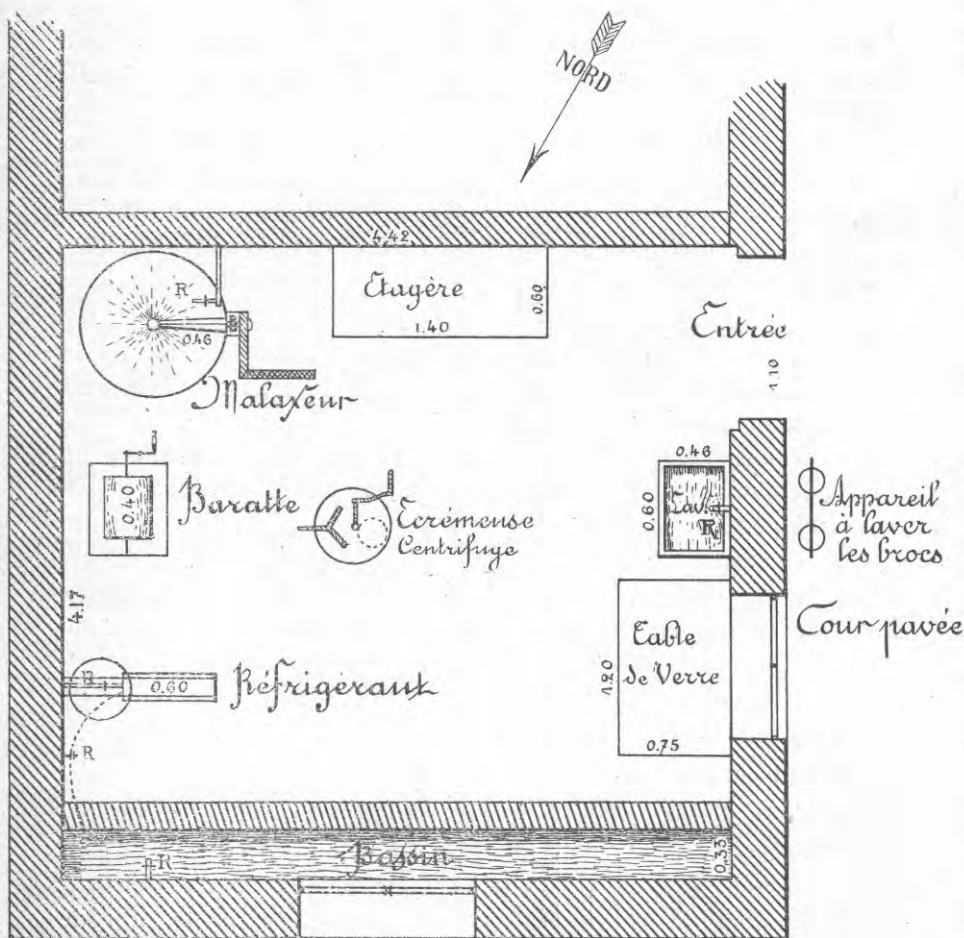 NORD
4.42
R
Etagère
0.60
1.40
Entrée
0.46
1.10
Malaxeur
0.46
0.40
Baratte
Ecrémeuse
Centrifuge
0.60
Lav.
R
Appareil
à laver
les brocs
4.17
Cour pavée
Table
de Verre
1.20
0.75
R
0.60
Réfrigérant
R
Bassin
R
0.33